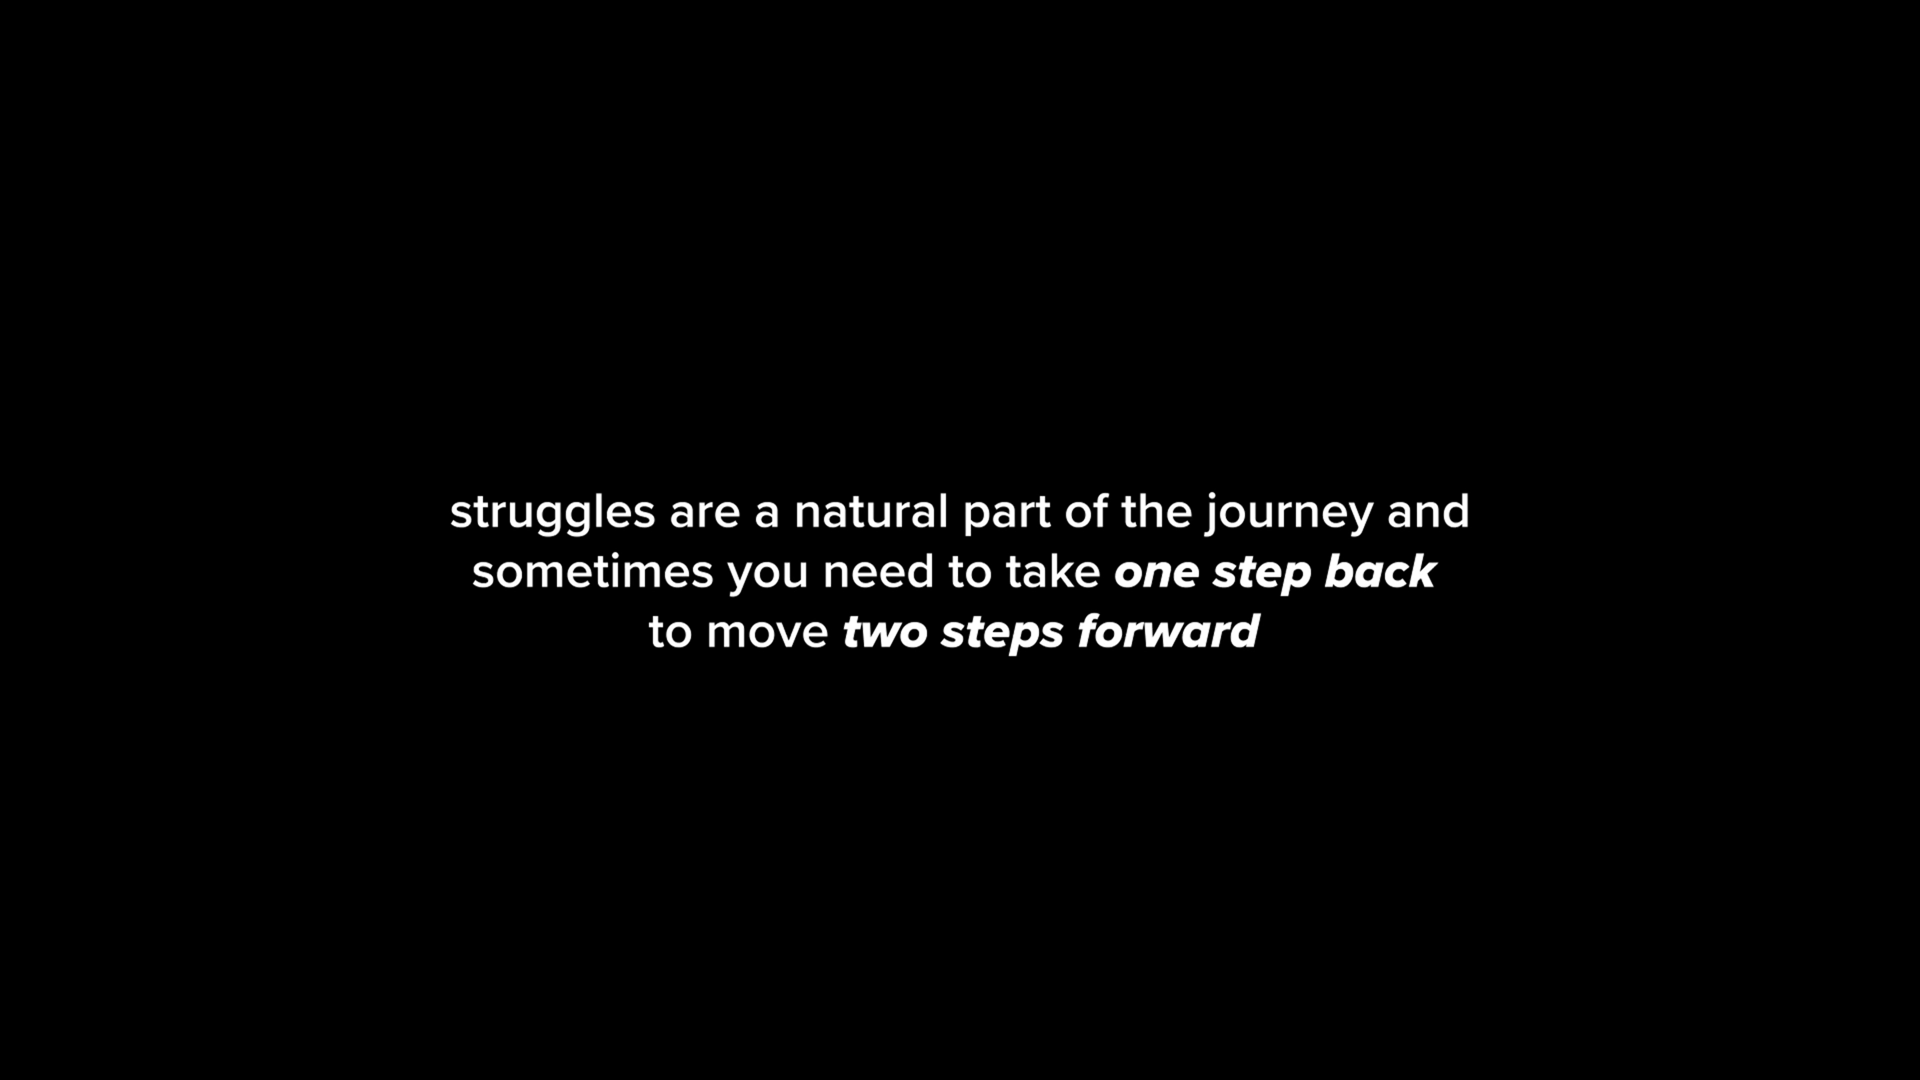 struggles are a natural part of the journey and
sometimes you need to take one step back
to move two steps forward